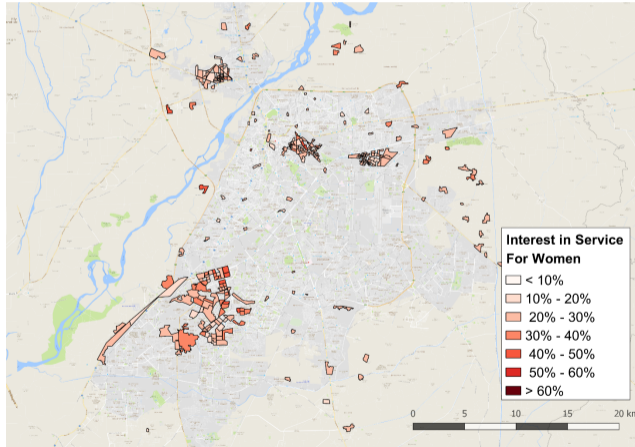 Interest in Service
For Women
< 10%
10% - 20%
20% - 30%
30% - 40%
40% - 50%
50% - 60%
> 60%
0 5 10 15 20 km